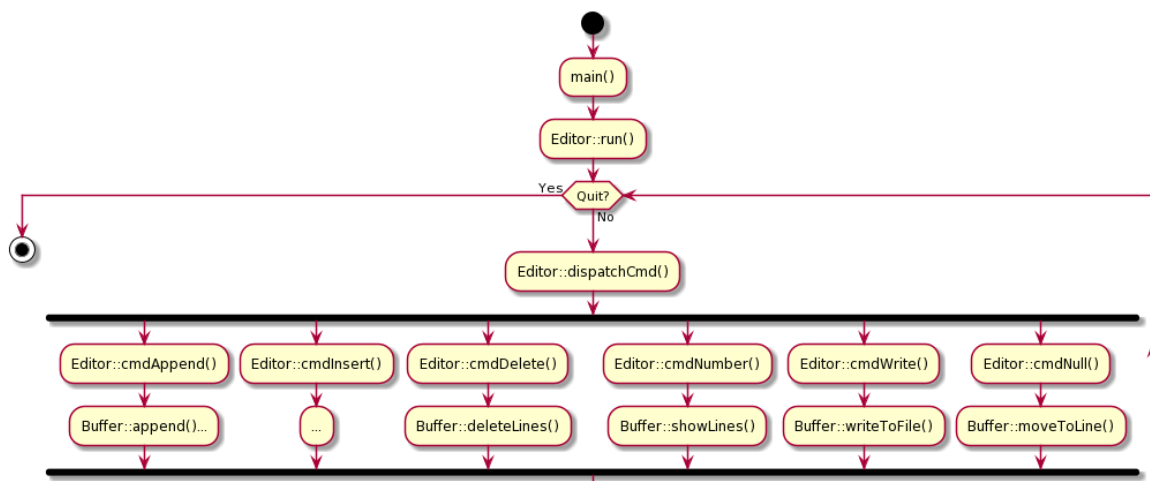 main()
Editor::run()
Yes
Quit?
No
Editor::dispatchCmd()
Editor::cmdAppend()
Editor::cmdInsert()
Editor::cmdDelete()
Editor::cmdNumber()
Editor::cmdWrite()
Editor::cmdNull()
Buffer::append()...
...
Buffer::deleteLines()
Buffer::showLines()
Buffer::writeToFile()
Buffer::moveToLine()